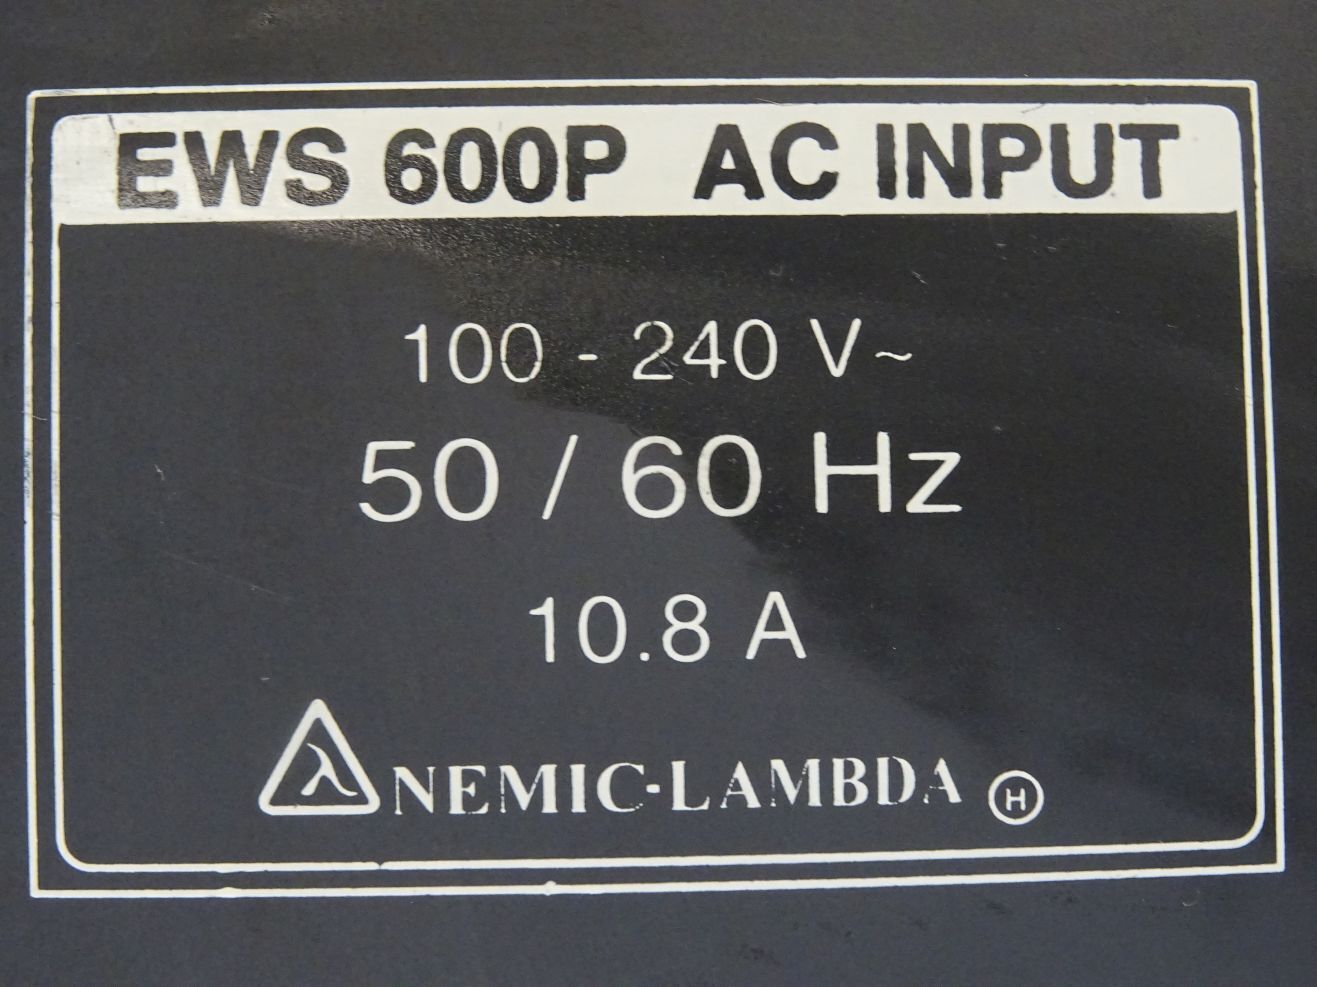 EWS 600P AC INPUT
100 - 240 V~
50 / 60 Hz
10.8 A
λ NEMIC-LAMBDA H